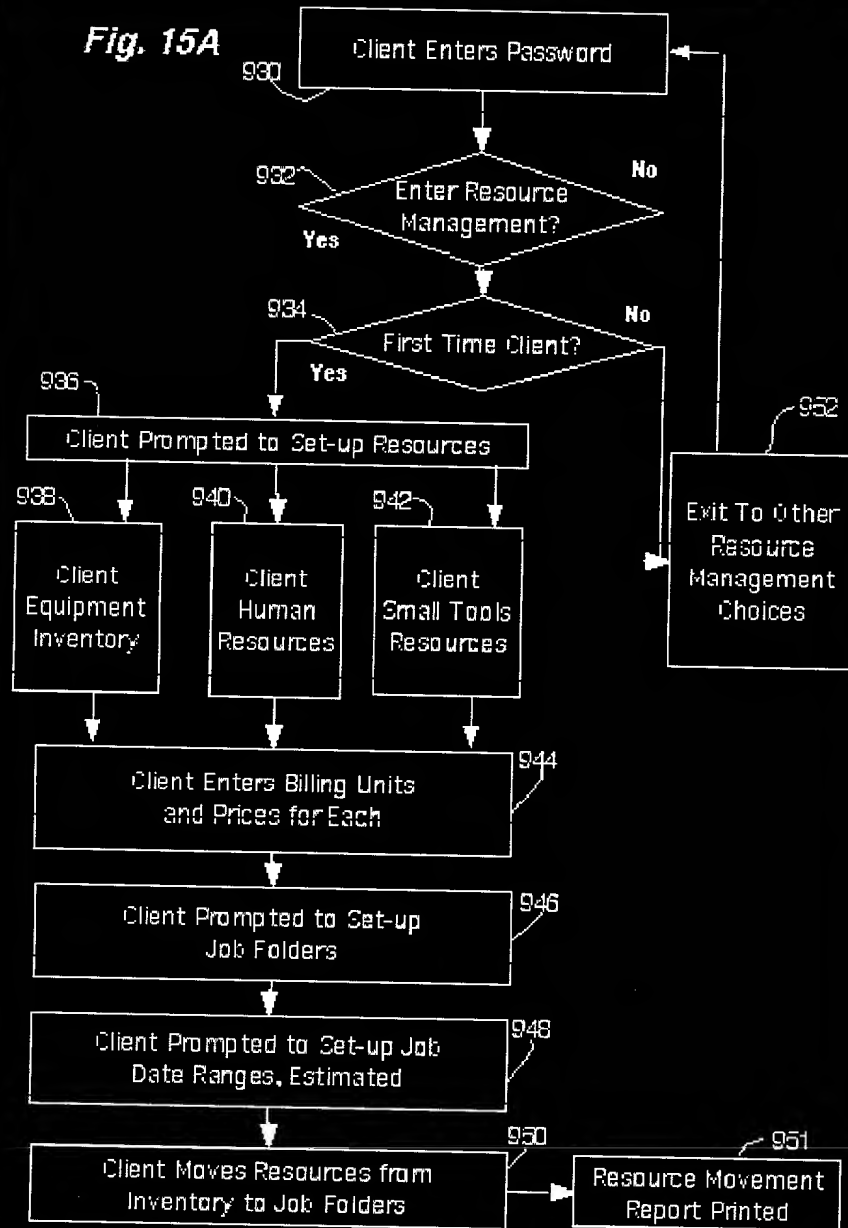 Fig. 15A
Client Enters Password
930
932
No
Enter Resource
Management?
Yes
934
No
First Time Client?
Yes
936
Client Prompted to Set-up Resources
952
938
940
942
Exit To Other
Resource
Management
Choices
Client
Equipment
Inventory
Client
Human
Resources
Client
Small Tools
Resources
944
Client Enters Billing Units
and Prices for Each
946
Client Prompted to Set-up
Job Folders
948
Client Prompted to Set-up Job
Date Ranges, Estimated
950
951
Client Moves Resources from
Inventory to Job Folders
Resource Movement
Report Printed